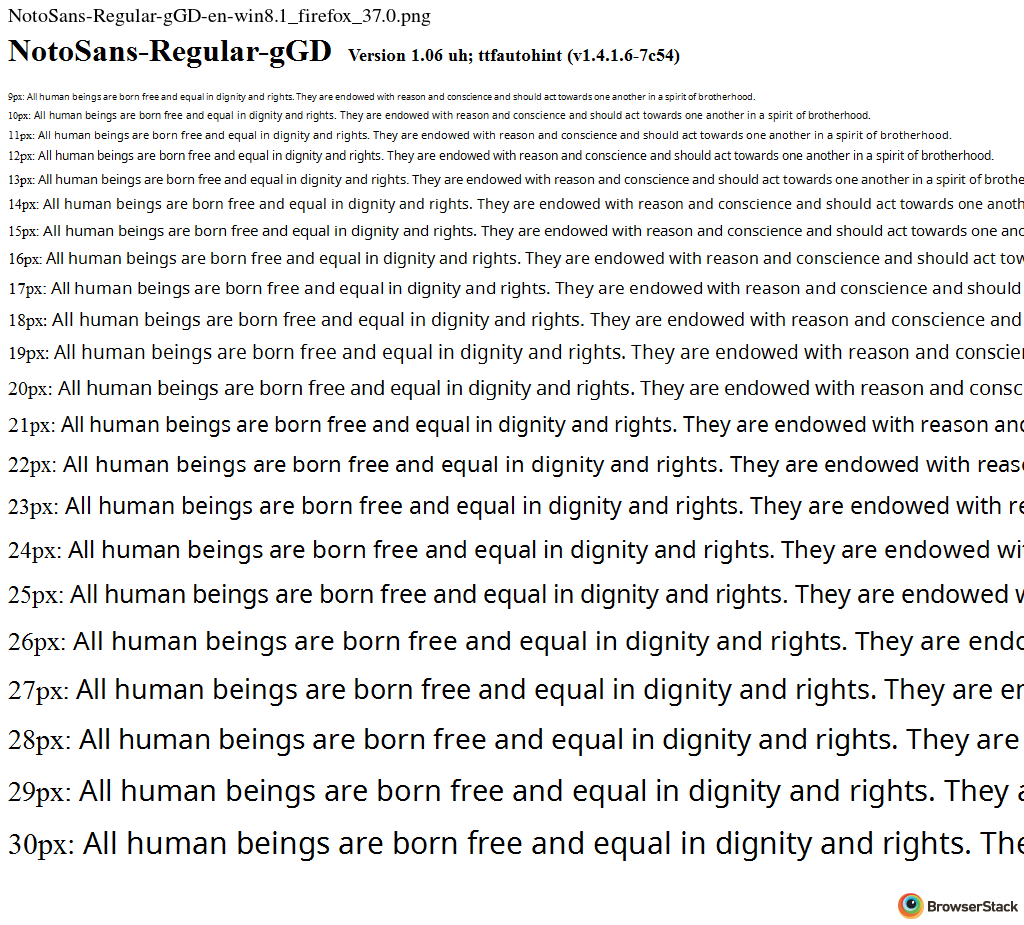 NotoSans-Regular-gGD-en-win8.1_firefox_37.0.png
NotoSans-Regular-gGD Version 1.06 uh; ttfautohint (v1.4.1.6-7c54)
9px: All human beings are born free and equal in dignity and rights. They are endowed with reason and conscience and should act towards one another in a spirit of brotherhood.
10px: All human beings are born free and equal in dignity and rights. They are endowed with reason and conscience and should act towards one another in a spirit of brotherhood.
11px: All human beings are born free and equal in dignity and rights. They are endowed with reason and conscience and should act towards one another in a spirit of brotherhood.
12px: All human beings are born free and equal in dignity and rights. They are endowed with reason and conscience and should act towards one another in a spirit of brotherhood.
13px: All human beings are born free and equal in dignity and rights. They are endowed with reason and conscience and should act towards one another in a spirit of brothe
14px: All human beings are born free and equal in dignity and rights. They are endowed with reason and conscience and should act towards one anoth
15px: All human beings are born free and equal in dignity and rights. They are endowed with reason and conscience and should act towards one ano
16px: All human beings are born free and equal in dignity and rights. They are endowed with reason and conscience and should act tow
17px: All human beings are born free and equal in dignity and rights. They are endowed with reason and conscience and should
18px: All human beings are born free and equal in dignity and rights. They are endowed with reason and conscience and
19px: All human beings are born free and equal in dignity and rights. They are endowed with reason and conscien
20px: All human beings are born free and equal in dignity and rights. They are endowed with reason and consc
21px: All human beings are born free and equal in dignity and rights. They are endowed with reason and
22px: All human beings are born free and equal in dignity and rights. They are endowed with reas
23px: All human beings are born free and equal in dignity and rights. They are endowed with re
24px: All human beings are born free and equal in dignity and rights. They are endowed wi
25px: All human beings are born free and equal in dignity and rights. They are endowed w
26px: All human beings are born free and equal in dignity and rights. They are endo
27px: All human beings are born free and equal in dignity and rights. They are en
28px: All human beings are born free and equal in dignity and rights. They are
29px: All human beings are born free and equal in dignity and rights. They a
30px: All human beings are born free and equal in dignity and rights. The
BrowserStack